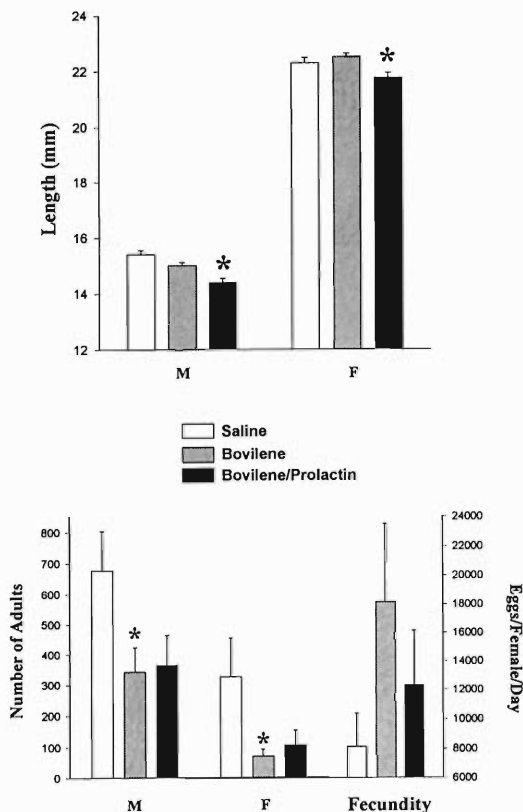 24
22
20
18
16
14
12
Length (mm)
*
*
M
F
Saline
Bovilene
Bovilene/Prolactin
800
700
600
500
400
300
200
100
0
Number of Adults
*
*
24000
22000
20000
18000
16000
14000
12000
10000
8000
6000
Eggs/Female/Day
M
F
Fecundity